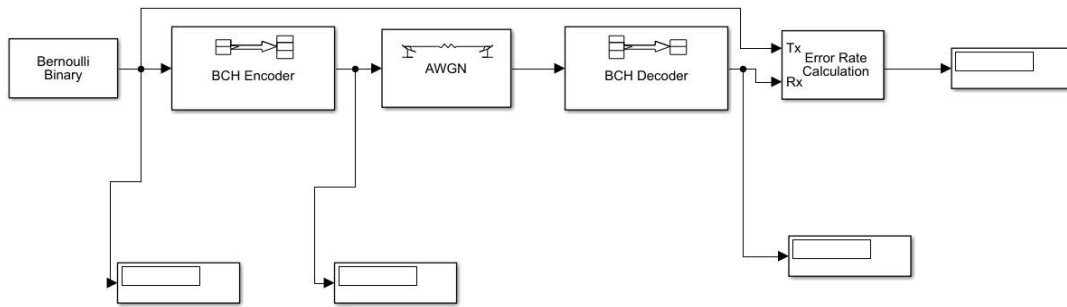 Bernoulli
Binary
BCH Encoder
AWGN
BCH Decoder
Tx
Rx
Error Rate
Calculation